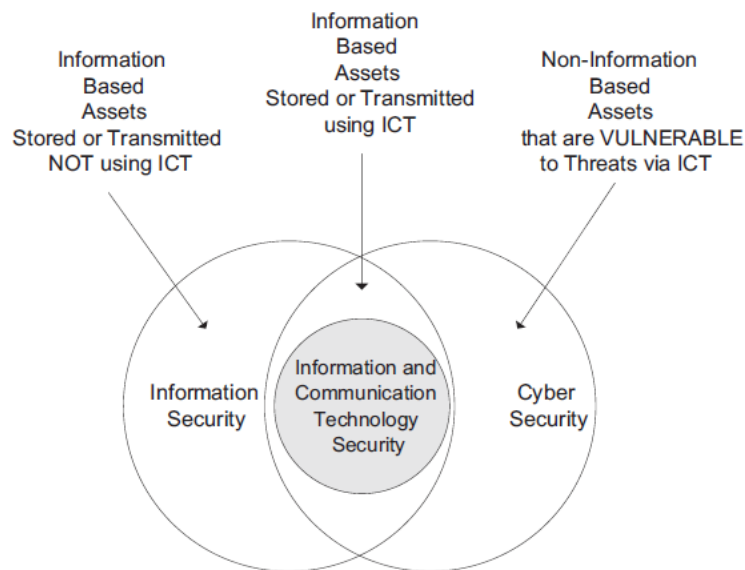 Information
Based
Assets
Stored or Transmitted
NOT using ICT
Information
Based
Assets
Stored or Transmitted
using ICT
Non-Information
Based
Assets
that are VULNERABLE
to Threats via ICT
Information
Security
Information and
Communication
Technology
Security
Cyber
Security